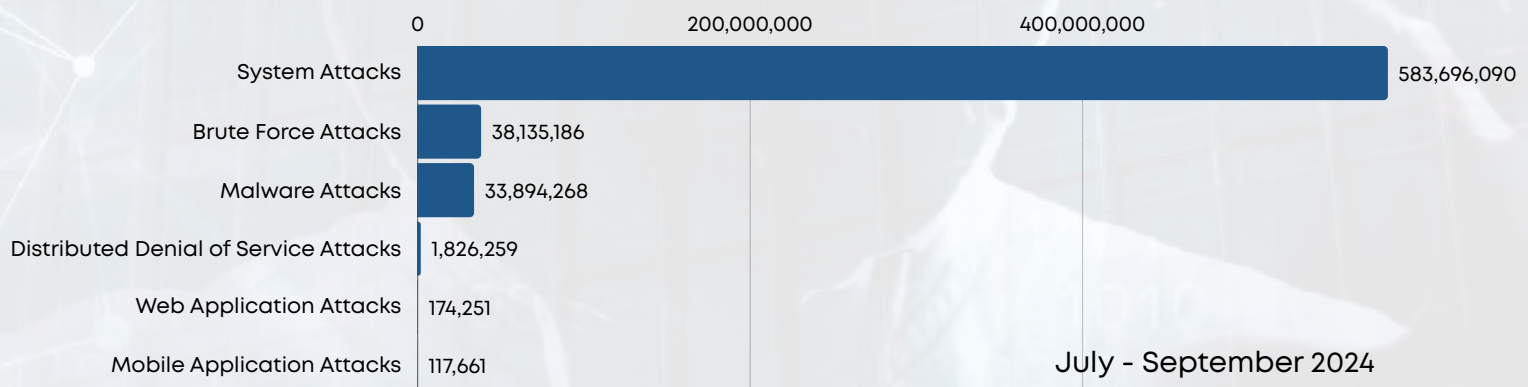 0 200,000,000 400,000,000
System Attacks 583,696,090
Brute Force Attacks 38,135,186
Malware Attacks 33,894,268
Distributed Denial of Service Attacks 1,826,259
Web Application Attacks 174,251
Mobile Application Attacks 117,661
July - September 2024